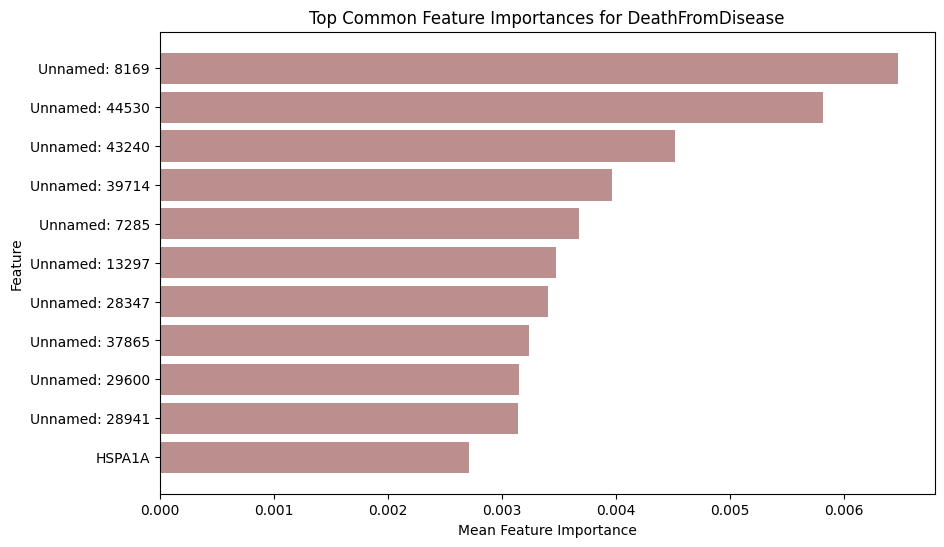 Top Common Feature Importances for DeathFromDisease
Unnamed: 8169
Unnamed: 44530
Unnamed: 43240
Unnamed: 39714
Unnamed: 7285
Unnamed: 13297
Unnamed: 28347
Unnamed: 37865
Unnamed: 29600
Unnamed: 28941
HSPA1A
Feature
0.000 0.001 0.002 0.003 0.004 0.005 0.006
Mean Feature Importance